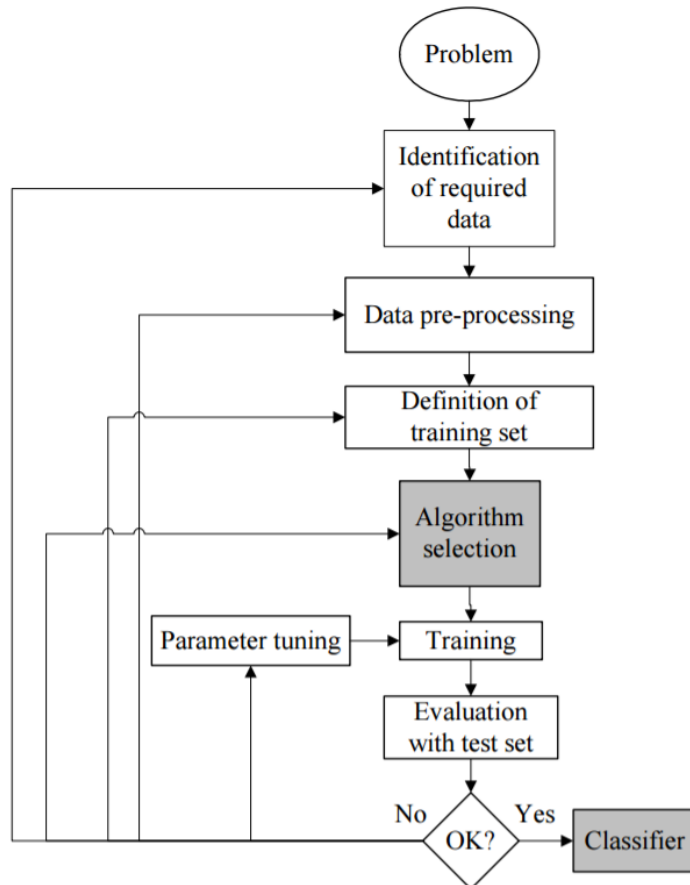 Problem
Identification
of required
data
Data pre-processing
Definition of
training set
Algorithm
selection
Parameter tuning
Training
Evaluation
with test set
No
OK?
Yes
Classifier